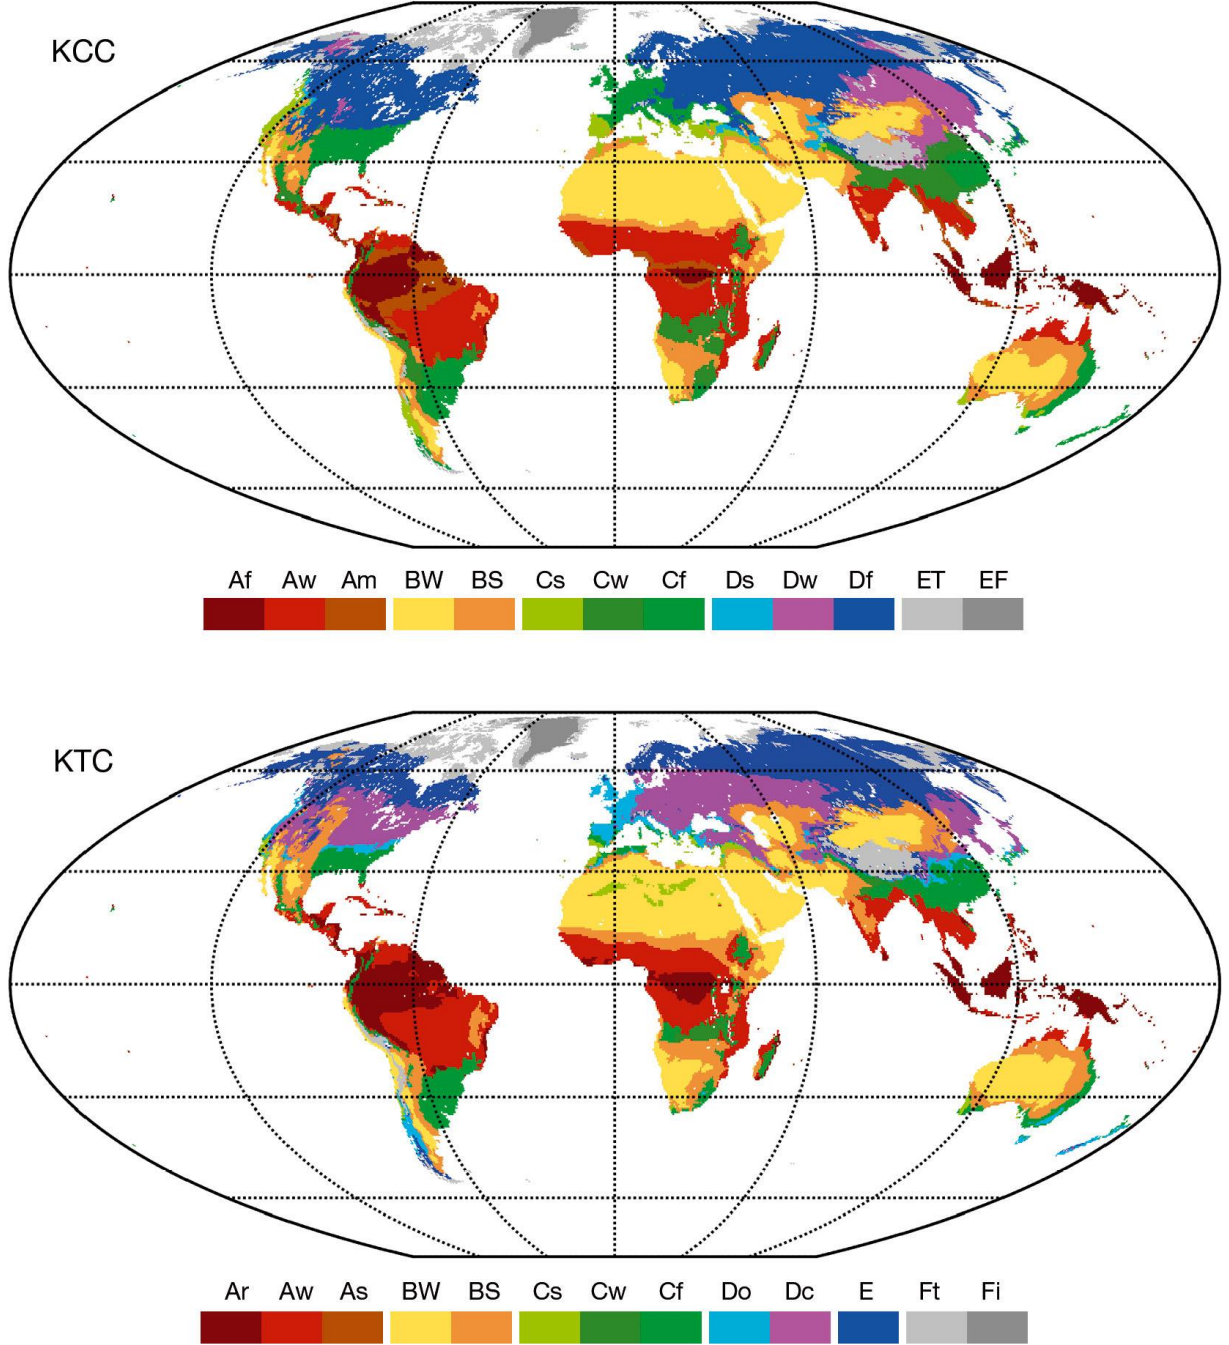 KCC
Af Aw Am BW BS Cs Cw Cf Ds Dw Df ET EF
KTC
Ar Aw As BW BS Cs Cw Cf Do Dc E Ft Fi